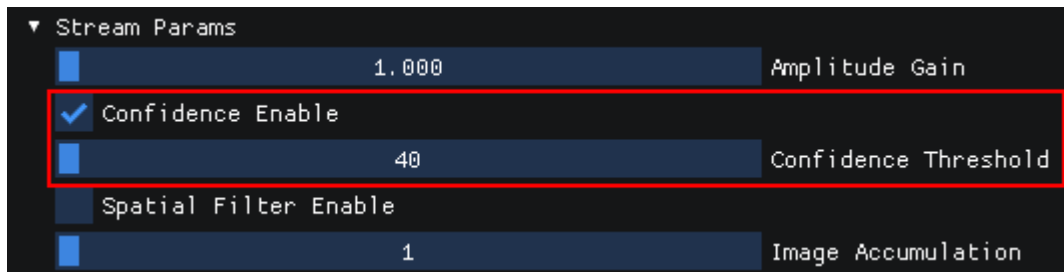 Stream Params
1.000 Amplitude Gain
Confidence Enable
40 Confidence Threshold
Spatial Filter Enable
1 Image Accumulation